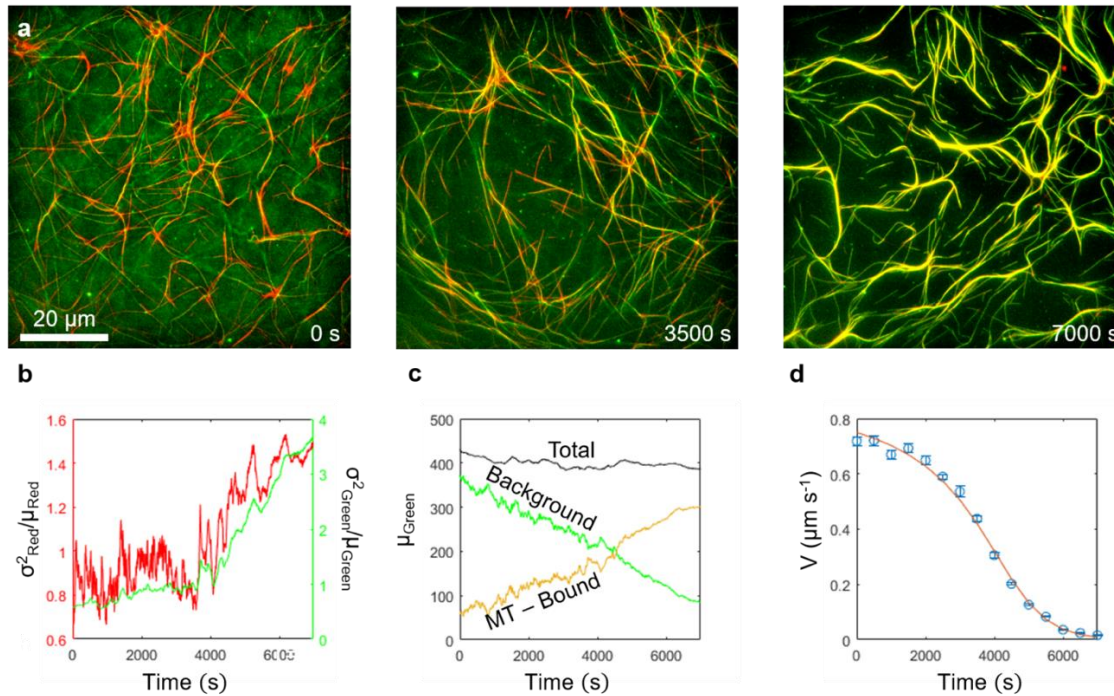 a
20 µm
0 s
3500 s
7000 s
b
c
d
1.6
1.4
1.2
1
0.8
0.6
σ²Red/µRed
4
3
2
1
0
σ²Green/µGreen
0 2000 4000
Time (s)
500
400
300
200
100
0
µGreen
Total
Background
MT – Bound
0 2000 4000 6000
Time (s)
0.8
0.6
0.4
0.2
0
V (µm s⁻¹)
0 2000 4000 6000
Time (s)